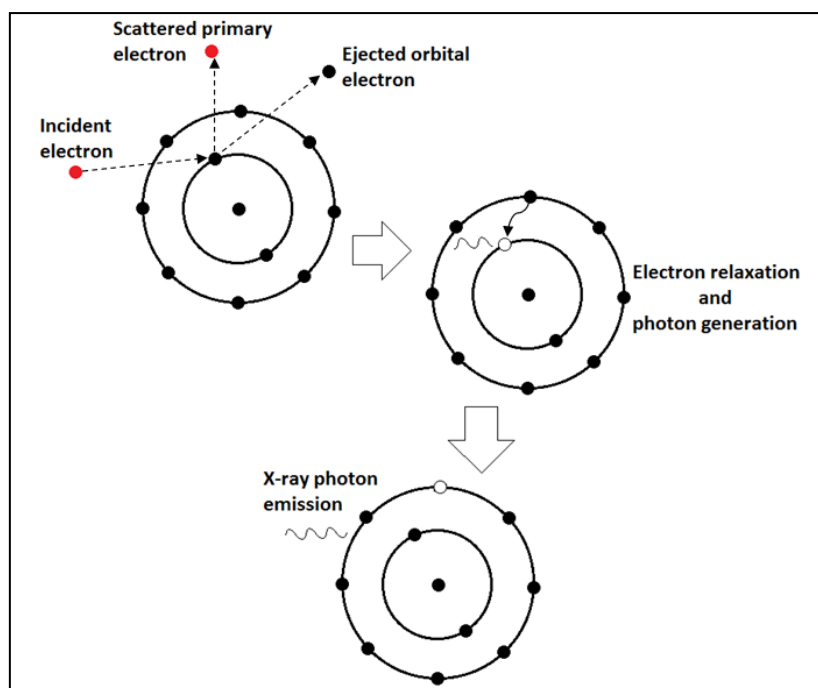 Scattered primary
electron
Ejected orbital
electron
Incident
electron
Electron relaxation
and
photon generation
X-ray photon
emission